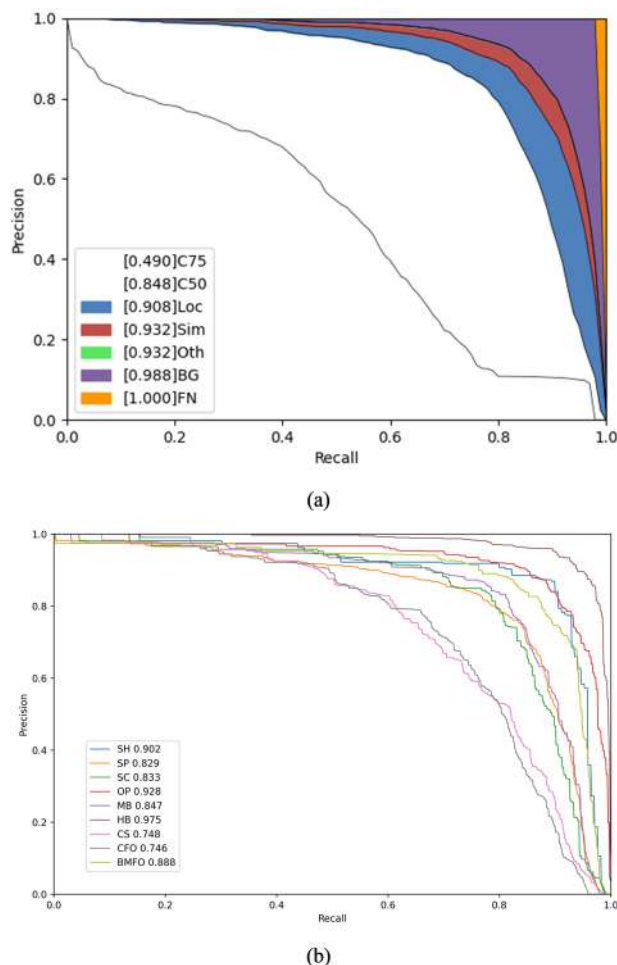 1.0
0.8
0.6
0.4
0.2
0.0
Precision
[0.490]C75
[0.848]C50
[0.908]Loc
[0.932]Sim
[0.932]Oth
[0.988]BG
[1.000]FN
0.0 0.2 0.4 0.6 0.8 1.0
Recall
(a)
1.0
0.8
0.6
0.4
0.2
0.0
Precision
SH 0.902
SP 0.829
SC 0.833
OP 0.928
MB 0.847
HB 0.975
CS 0.748
CFO 0.746
BMFO 0.888
0.0 0.2 0.4 0.6 0.8 1.0
Recall
(b)